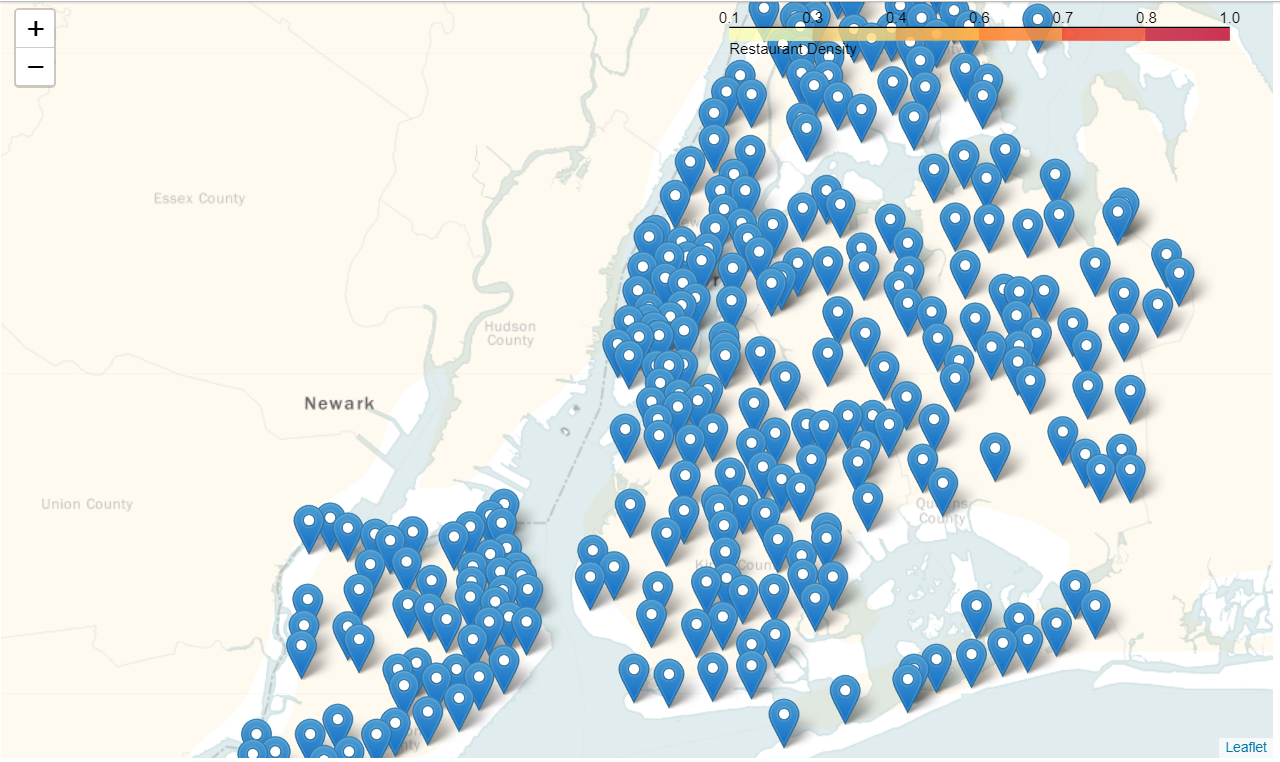 +
−
0.1 0.3 0.4 0.6 0.7 0.8 1.0
Restaurant Density
Essex County
Hudson
County
Newark
Union County
Queens
County
Leaflet